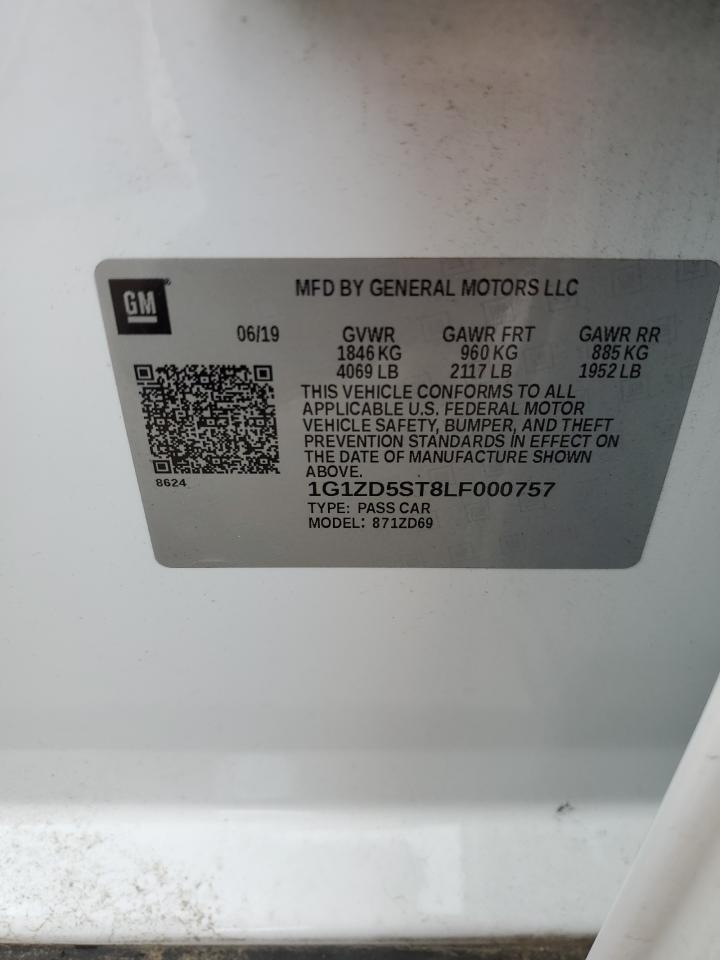 GM
MFD BY GENERAL MOTORS LLC
06/19 GVWR GAWR FRT GAWR RR
1846 KG 960 KG 885 KG
4069 LB 2117 LB 1952 LB
THIS VEHICLE CONFORMS TO ALL
APPLICABLE U.S. FEDERAL MOTOR
VEHICLE SAFETY, BUMPER, AND THEFT
PREVENTION STANDARDS IN EFFECT ON
THE DATE OF MANUFACTURE SHOWN
ABOVE.
8624
1G1ZD5ST8LF000757
TYPE: PASS CAR
MODEL: 871ZD69